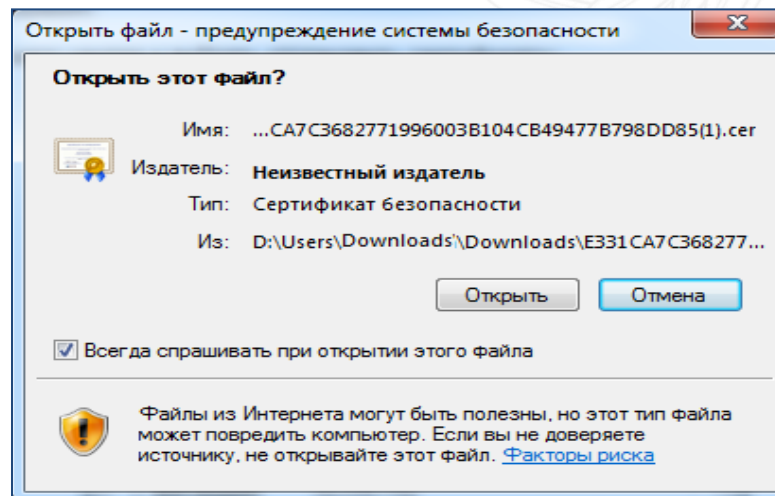 Открыть файл - предупреждение системы безопасности
Открыть этот файл?
Имя: ...CA7C3682771996003B104CB49477B798DD85(1).cer
Издатель: Неизвестный издатель
Тип: Сертификат безопасности
Из: D:\Users\Downloads'\Downloads\E331CA7C368277...
Открыть Отмена
Всегда спрашивать при открытии этого файла
Файлы из Интернета могут быть полезны, но этот тип файла
может повредить компьютер. Если вы не доверяете
источнику, не открывайте этот файл. Факторы риска